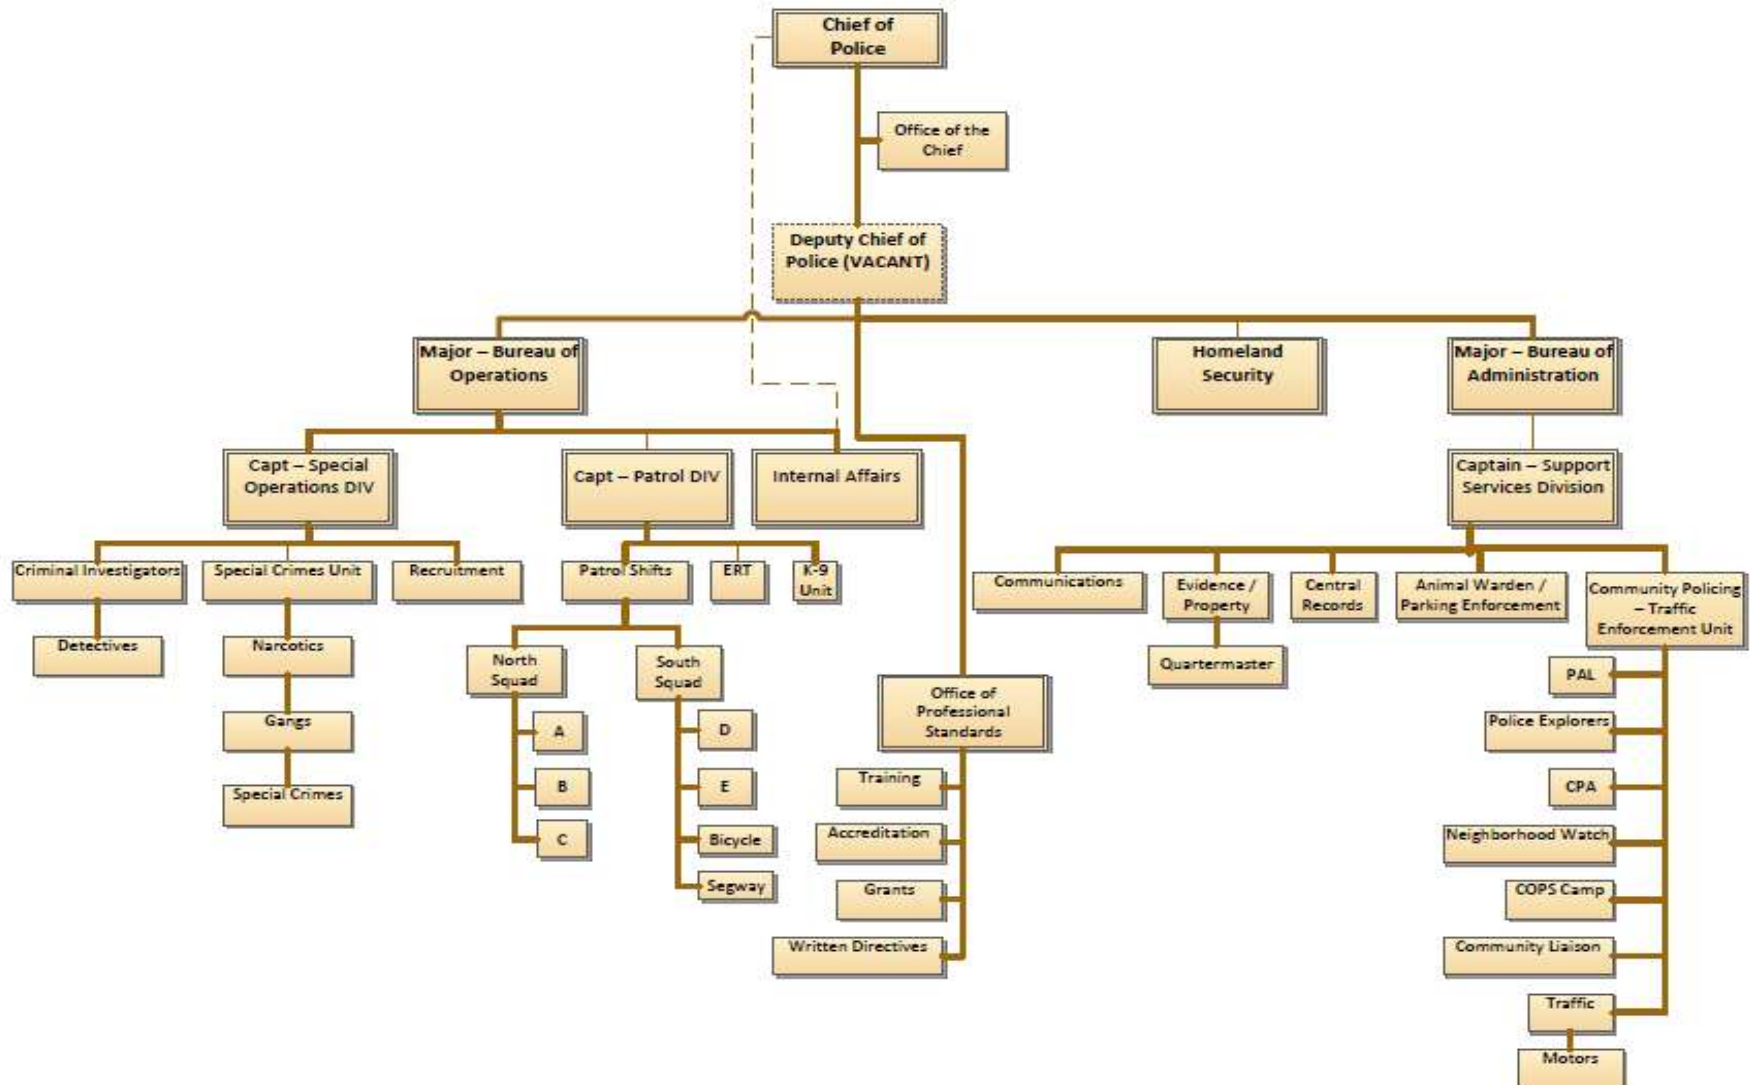 Chief of
Police
Office of the
Chief
Deputy Chief of
Police (VACANT)
Major – Bureau of
Operations
Homeland
Security
Major – Bureau of
Administration
Capt – Special
Operations DIV
Capt – Patrol DIV
Internal Affairs
Captain – Support
Services Division
Criminal Investigators
Special Crimes Unit
Recruitment
Patrol Shifts
ERT
K-9
Unit
Communications
Evidence /
Property
Central
Records
Animal Warden /
Parking Enforcement
Community Policing
– Traffic
Enforcement Unit
Detectives
Narcotics
Gangs
Special Crimes
North
Squad
A
B
C
South
Squad
D
E
Bicycle
Segway
Office of
Professional
Standards
Training
Accreditation
Grants
Written Directives
Quartermaster
PAL
Police Explorers
CPA
Neighborhood Watch
COPS Camp
Community Liaison
Traffic
Motors